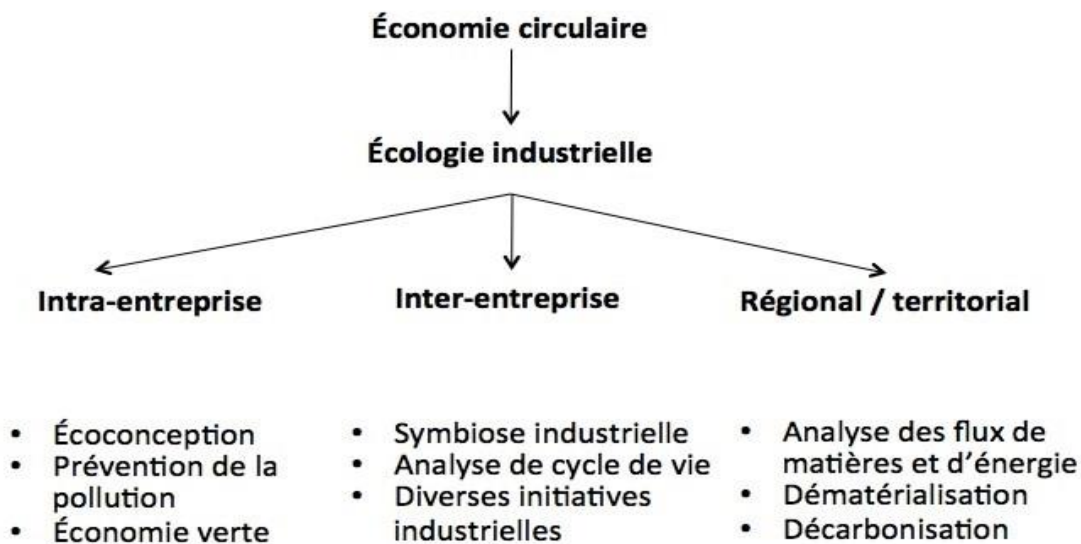 Économie circulaire
Écologie industrielle
Intra-entreprise
Inter-entreprise
Régional / territorial
• Écoconception
• Prévention de la
pollution
• Économie verte
• Symbiose industrielle
• Analyse de cycle de vie
• Diverses initiatives
industrielles
• Analyse des flux de
matières et d’énergie
• Dématérialisation
• Décarbonisation